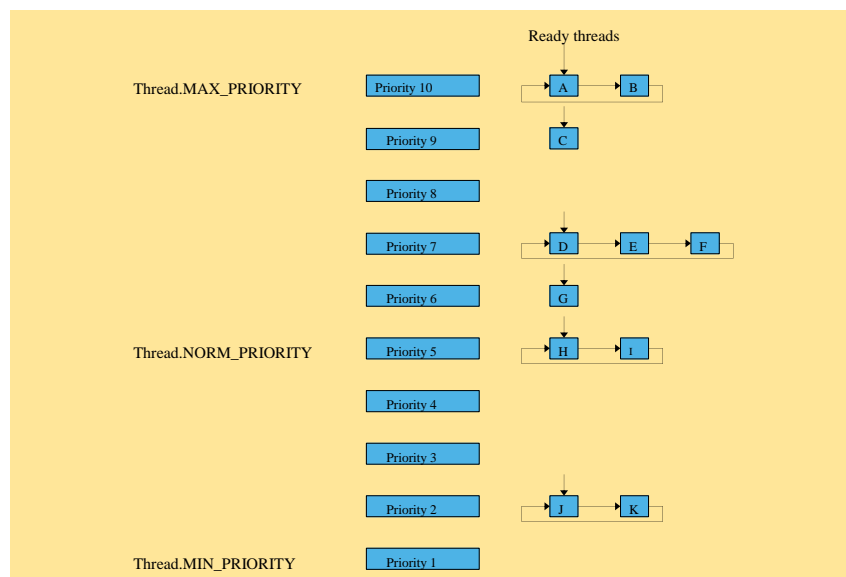 Ready threads
Thread.MAX_PRIORITY Priority 10 A B
Priority 9 C
Priority 8
Priority 7 D E F
Priority 6 G
Thread.NORM_PRIORITY Priority 5 H I
Priority 4
Priority 3
Priority 2 J K
Thread.MIN_PRIORITY Priority 1